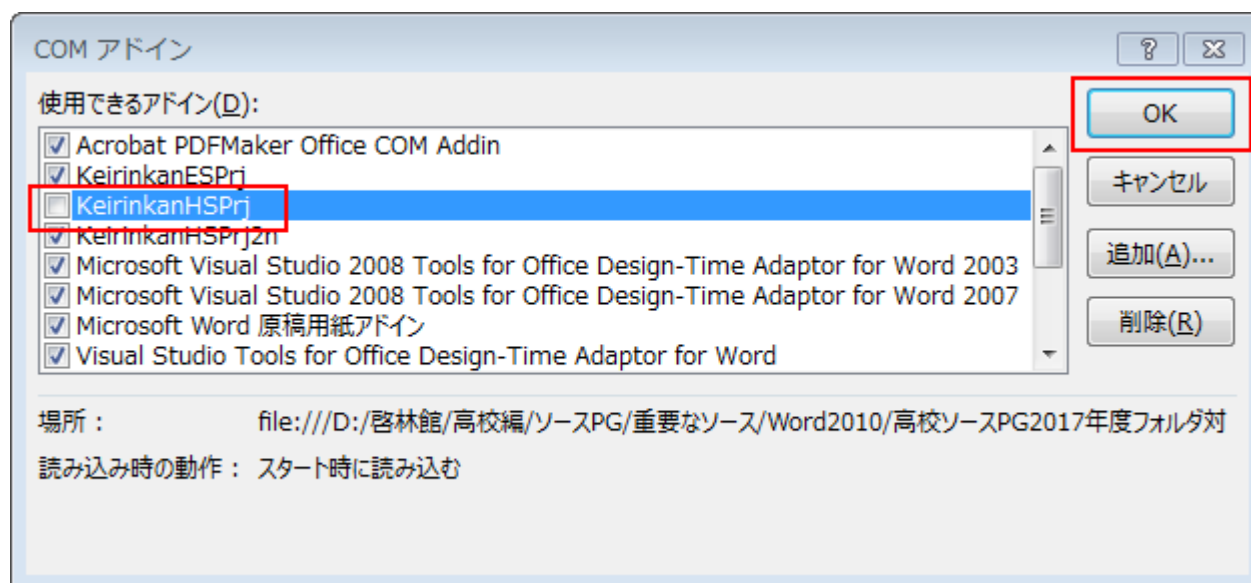 COM アドイン
使用できるアドイン(D):
Acrobat PDFMaker Office COM Addin
KeirinkanESPrj
KeirinkanHSPrj
KeirinkanHSPrj2n
Microsoft Visual Studio 2008 Tools for Office Design-Time Adaptor for Word 2003
Microsoft Visual Studio 2008 Tools for Office Design-Time Adaptor for Word 2007
Microsoft Word 原稿用紙アドイン
Visual Studio Tools for Office Design-Time Adaptor for Word
OK
キャンセル
追加(A)...
削除(R)
場所： file:///D:/啓林館/高校編/ソースPG/重要なソース/Word2010/高校ソースPG2017年度フォルダ対
読み込み時の動作： スタート時に読み込む